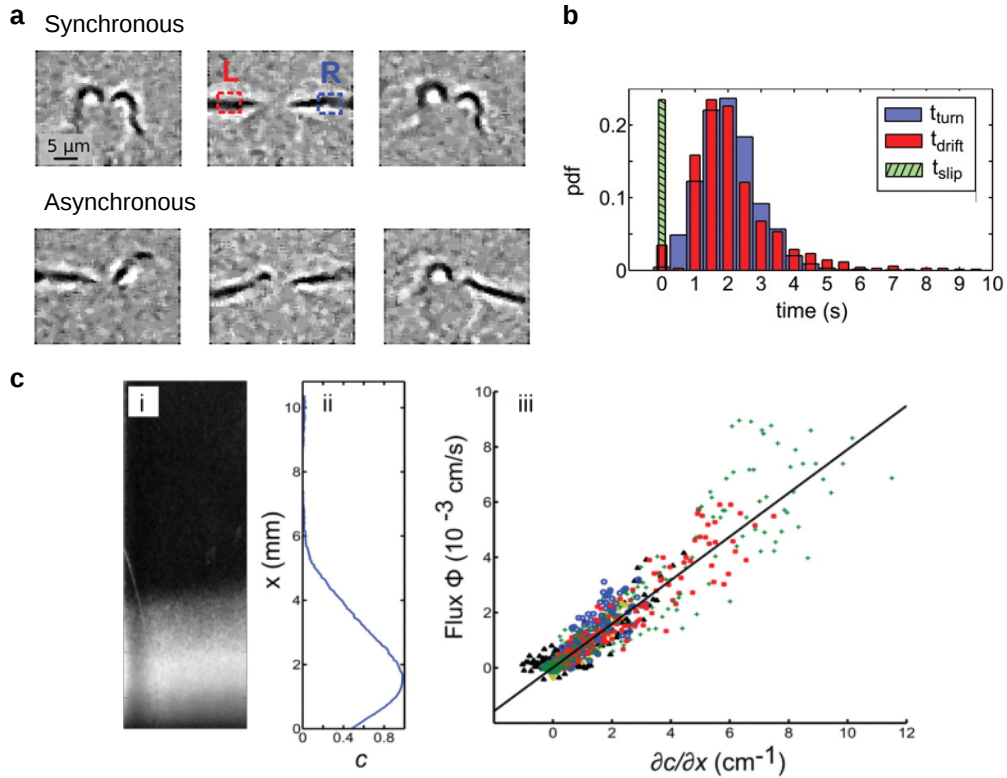 a
Synchronous
L
R
5 µm
Asynchronous
b
pdf
0.2
0.1
0
0 1 2 3 4 5 6 7 8 9 10
time (s)
t_turn
t_drift
t_slip
c
i
ii
x (mm)
10
8
6
4
2
0
0 0.4 0.8
c
iii
Flux Φ (10 -3 cm/s)
10
8
6
4
2
0
0 2 4 6 8 10 12
∂c/∂x (cm-1)